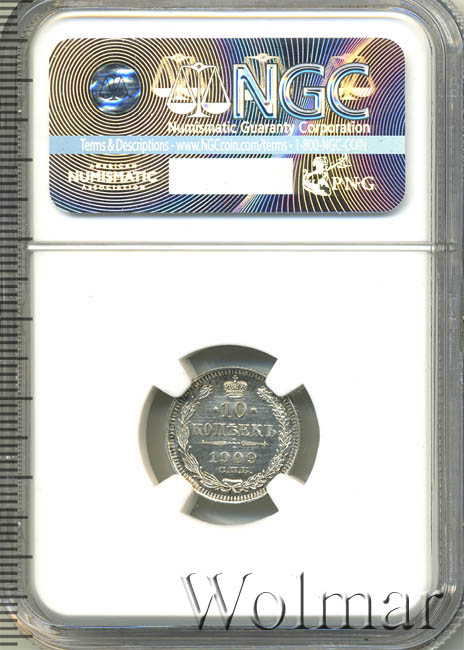 NGC
Numismatic Guaranty Corporation
Terms & Descriptions - www.NGCcoin.com/terms • 1-800-NGC-COIN
AMERICAN
NUMISMATIC
ASSOCIATION
PNG
10
КОПѢЕКЪ
1909
С.П.Б.
Wolmar